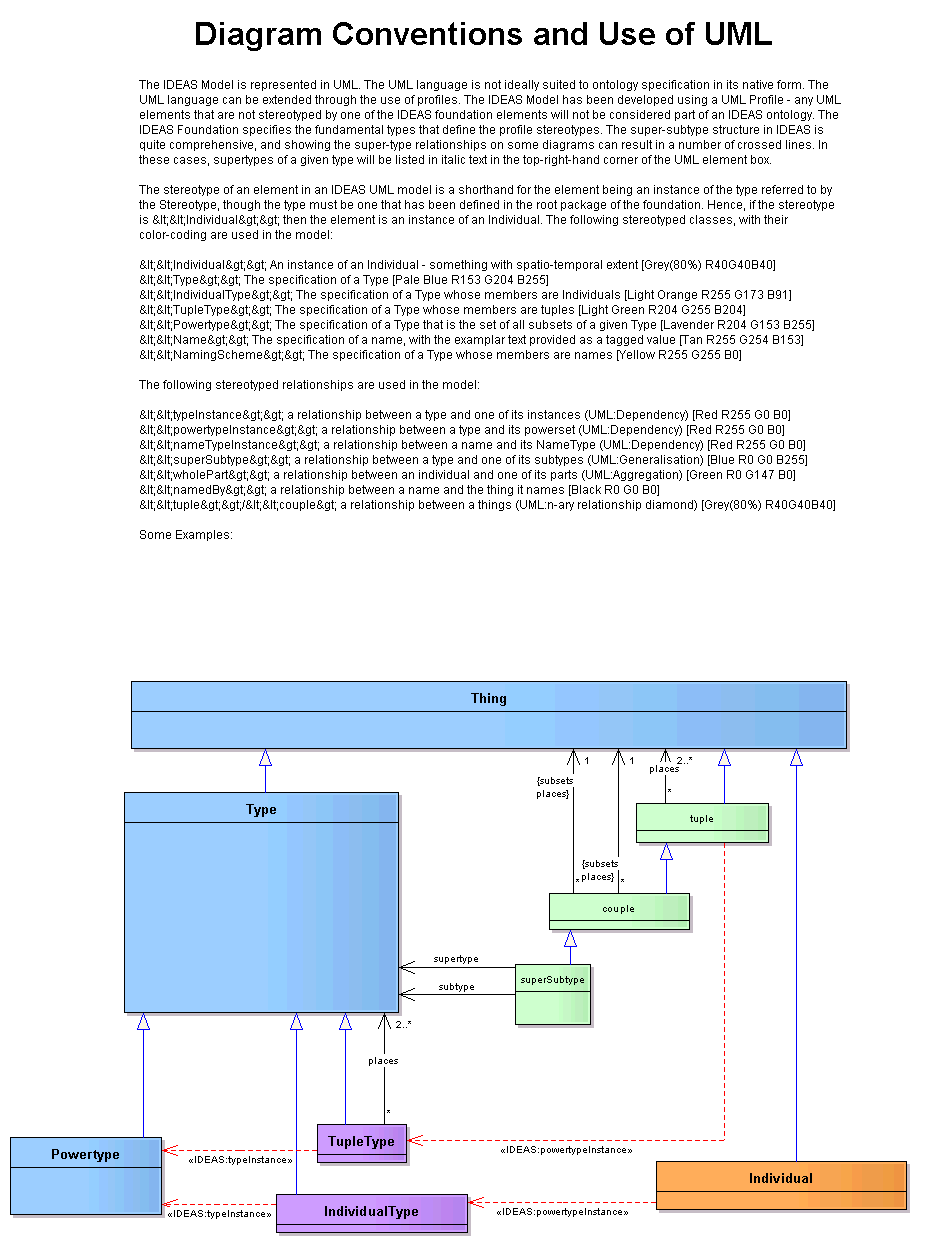 Diagram Conventions and Use of UML
The IDEAS Model is represented in UML. The UML language is not ideally suited to ontology specification in its native form. The
UML language can be extended through the use of profiles. The IDEAS Model has been developed using a UML Profile - any UML
elements that are not stereotyped by one of the IDEAS foundation elements will not be considered part of an IDEAS ontology. The
IDEAS Foundation specifies the fundamental types that define the profile stereotypes. The super-subtype structure in IDEAS is
quite comprehensive, and showing the super-type relationships on some diagrams can result in a number of crossed lines. In
these cases, supertypes of a given type will be listed in italic text in the top-right-hand corner of the UML element box.
The stereotype of an element in an IDEAS UML model is a shorthand for the element being an instance of the type referred to by
the Stereotype, though the type must be one that has been defined in the root package of the foundation. Hence, if the stereotype
is &lt;&lt;Individual&gt;&gt; then the element is an instance of an Individual. The following stereotyped classes, with their
color-coding are used in the model:
&lt;&lt;Individual&gt;&gt; An instance of an Individual - something with spatio-temporal extent [Grey(80%) R40G40B40]
&lt;&lt;Type&gt;&gt; The specification of a Type [Pale Blue R153 G204 B255]
&lt;&lt;IndividualType&gt;&gt; The specification of a Type whose members are Individuals [Light Orange R255 G173 B91]
&lt;&lt;TupleType&gt;&gt; The specification of a Type whose members are tuples [Light Green R204 G255 B204]
&lt;&lt;Powertype&gt;&gt; The specification of a Type that is the set of all subsets of a given Type [Lavender R204 G153 B255]
&lt;&lt;Name&gt;&gt; The specification of a name, with the examplar text provided as a tagged value [Tan R255 G254 B153]
&lt;&lt;NamingScheme&gt;&gt; The specification of a Type whose members are names [Yellow R255 G255 B0]
The following stereotyped relationships are used in the model:
&lt;&lt;typeInstance&gt;&gt; a relationship between a type and one of its instances (UML:Dependency) [Red R255 G0 B0]
&lt;&lt;powertypeInstance&gt;&gt; a relationship between a type and its powerset (UML:Dependency) [Red R255 G0 B0]
&lt;&lt;nameTypeInstance&gt;&gt; a relationship between a name and its NameType (UML:Dependency) [Red R255 G0 B0]
&lt;&lt;superSubtype&gt;&gt; a relationship between a type and one of its subtypes (UML:Generalisation) [Blue R0 G0 B255]
&lt;&lt;wholePart&gt;&gt; a relationship between an individual and one of its parts (UML:Aggregation) [Green R0 G147 B0]
&lt;&lt;namedBy&gt;&gt; a relationship between a name and the thing it names [Black R0 G0 B0]
&lt;&lt;tuple&gt;&gt;/&lt;&lt;couple&gt; a relationship between a things (UML:n-ary relationship diamond) [Grey(80%) R40G40B40]
Some Examples:
Thing
1
1
2..*
places
{subsets
places}
*
Type
tuple
{subsets
places}
*
*
couple
supertype
superSubtype
subtype
2..*
places
*
TupleType
Powertype
«IDEAS:typeInstance»
«IDEAS:powertypeInstance»
Individual
IndividualType
«IDEAS:typeInstance»
«IDEAS:powertypeInstance»